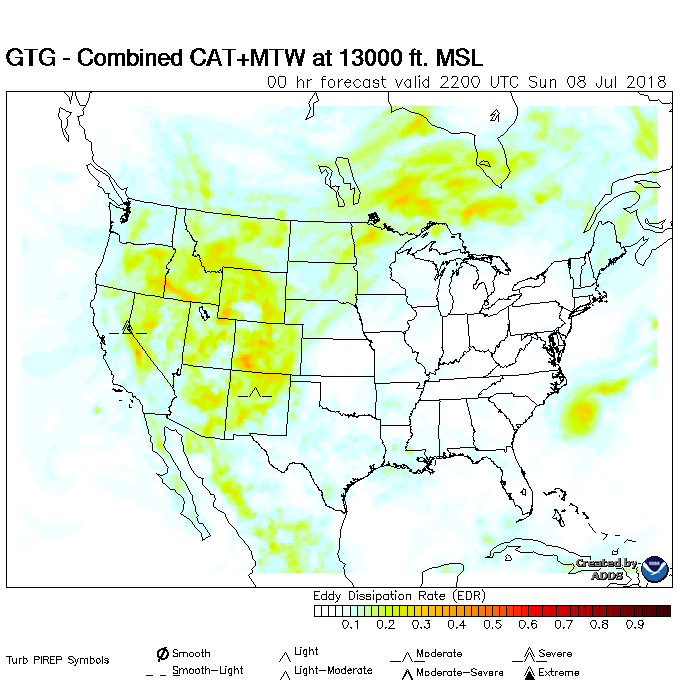 GTG - Combined CAT+MTW at 13000 ft. MSL
00 hr forecast valid 2200 UTC Sun 08 Jul 2018
Created by
ADDS
Eddy Dissipation Rate (EDR)
0.1 0.2 0.3 0.4 0.5 0.6 0.7 0.8 0.9
Turb PIREP Symbols
Smooth Light Moderate Severe
Smooth-Light Light-Moderate Moderate-Severe Extreme